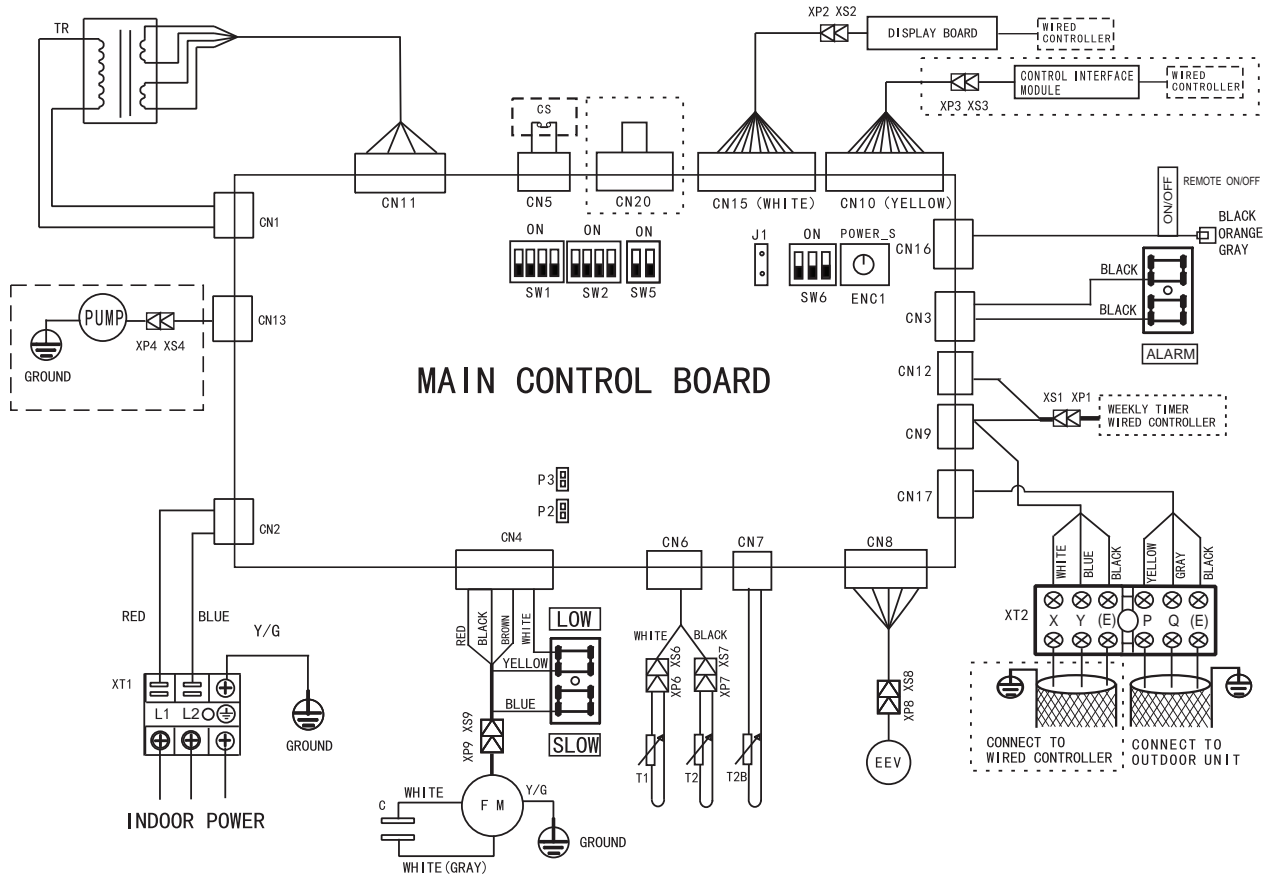 TR
XP2 XS2
DISPLAY BOARD
WIRED
CONTROLLER
XP3 XS3
CONTROL INTERFACE
MODULE
WIRED
CONTROLLER
CS
CN11
CN5
CN20
CN15 (WHITE)
CN10 (YELLOW)
CN1
ON
SW1
ON
SW2
ON
SW5
J1
ON
SW6
POWER_S
ENC1
CN16
ON/OFF
REMOTE ON/OFF
BLACK
ORANGE
GRAY
CN3
BLACK
BLACK
ALARM
PUMP
XP4 XS4
GROUND
CN13
MAIN CONTROL BOARD
CN12
CN9
XS1 XP1
WEEKLY TIMER
WIRED CONTROLLER
CN17
P3
P2
CN2
CN4
CN6
CN7
CN8
RED
BLUE
Y/G
XT1
L1 L2
GROUND
INDOOR POWER
RED
BLACK
BROWN
WHITE
LOW
YELLOW
BLUE
SLOW
XP9 XS9
FM
C
WHITE
WHITE(GRAY)
Y/G
GROUND
WHITE
BLACK
XP6 XS6
XP7 XS7
T1
T2
T2B
XP8 XS8
EEV
WHITE
BLUE
BLACK
YELLOW
GRAY
BLACK
XT2
X Y (E) P Q (E)
CONNECT TO
WIRED CONTROLLER
CONNECT TO
OUTDOOR UNIT